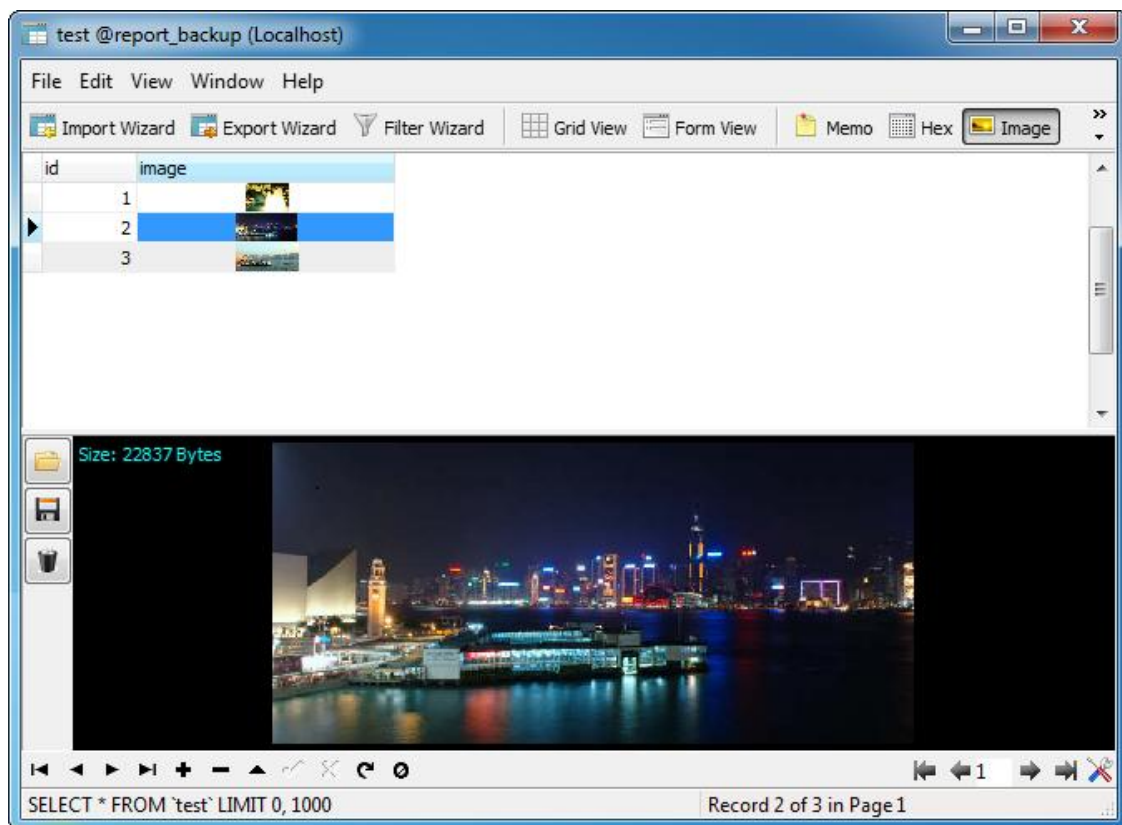 test @report_backup (Localhost)
File Edit View Window Help
Import Wizard Export Wizard Filter Wizard Grid View Form View Memo Hex Image
id image
1
2
3
Size: 22837 Bytes
1
SELECT * FROM `test` LIMIT 0, 1000 Record 2 of 3 in Page 1